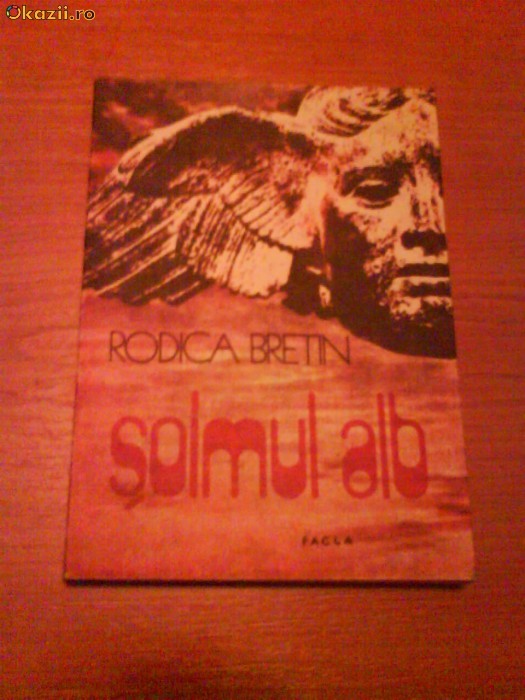 Okazii.ro
RODICA BRETIN
șoimul alb
FACLA